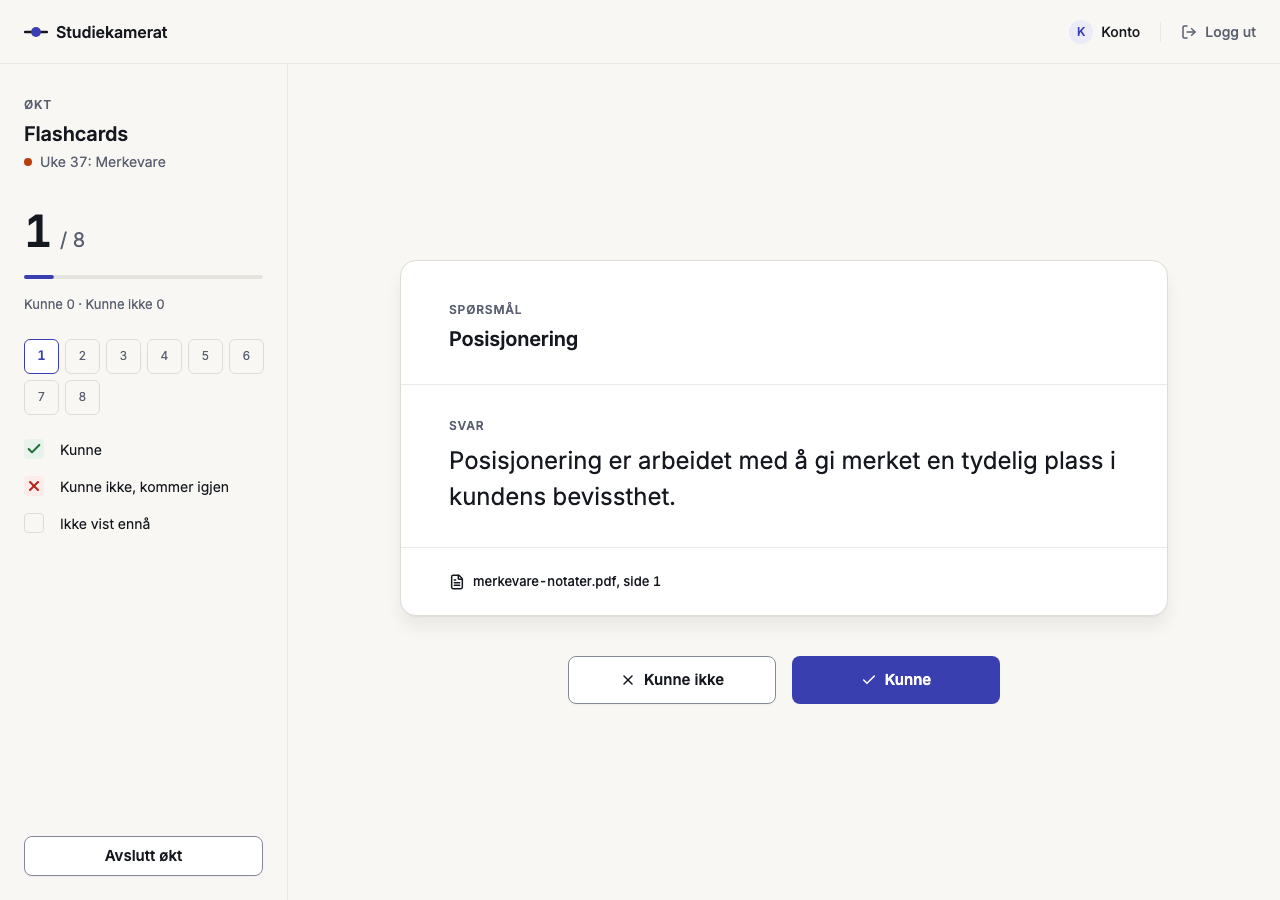 Studiekamerat
K Konto
Logg ut
ØKT
Flashcards
Uke 37: Merkevare
1 / 8
Kunne 0 · Kunne ikke 0
1 2 3 4 5 6
7 8
Kunne
Kunne ikke, kommer igjen
Ikke vist ennå
Avslutt økt
SPØRSMÅL
Posisjonering
SVAR
Posisjonering er arbeidet med å gi merket en tydelig plass i
kundens bevissthet.
merkevare-notater.pdf, side 1
Kunne ikke
Kunne